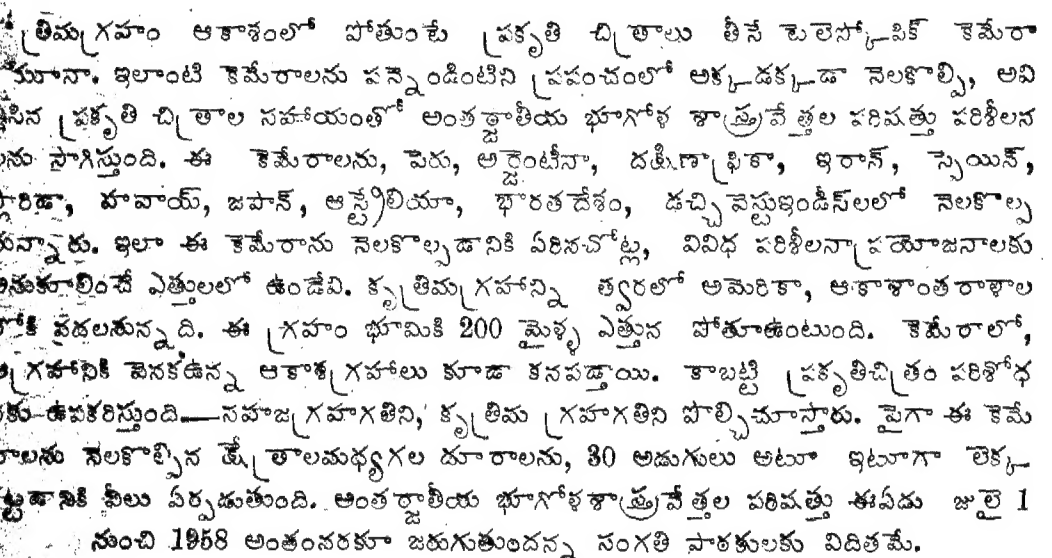 త్రిమగ్రహం ఆకాశంలో పోతుంటే ప్రకృతి చిత్రాలు తీసే టెలెస్కోపిక్ కెమేరా
మూనా. ఇలాంటి కెమేరాలను పన్నెండింటిని ప్రపంచంలో అక్కడక్కడా నెలకొల్పి, అవి
సిన ప్రకృతి చిత్రాల సహాయంతో అంతర్జాతీయ భూగోళ శాస్త్రవేత్తల పరిషత్తు పరిశీలన
ను సాగిస్తుంది. ఈ కెమేరాలను, పెరు, అర్జెంటీనా, దక్షిణాఫ్రికా, ఇరాన్, స్పెయిన్,
ఫ్లారిడా, హవాయ్, జపాన్, ఆస్ట్రేలియా, భారతదేశం, డచ్చి వెస్టుఇండీస్‌లలో నెలకొల్ప
నున్నారు. ఇలా ఈ కెమేరాను నెలకొల్పడానికి ఏరినచోట్ల, వివిధ పరిశీలనా ప్రయోజనాలకు
అనుకూలించే ఎత్తులలో ఉండేవి. కృత్రిమగ్రహాన్ని త్వరలో అమెరికా, ఆకాశాంతరాళాల
లోకి వదలనున్నది. ఈ గ్రహం భూమికి 200 మైళ్ళ ఎత్తున పోతూఉంటుంది. కెమేరాలో,
గ్రహానికి వెనకఉన్న ఆకాశగ్రహాలు కూడా కనపడ్తాయి. కాబట్టి ప్రకృతిచిత్రం పరిశోధ
కు ఉపకరిస్తుంది—సహజగ్రహగతిని, కృత్రిమ గ్రహగతిని పోల్చిచూస్తారు. పైగా ఈ కెమే
రాలను నెలకొల్పిన క్షేత్రాలమధ్యగల దూరాలను, 30 అడుగులు అటూ ఇటూగా లెక్క
ట్టడానికి వీలు ఏర్పడుతుంది. అంతర్జాతీయ భూగోళశాస్త్రవేత్తల పరిషత్తు ఈఏడు జులై 1
నుంచి 1958 అంతంవరకూ జరుగుతుందన్న సంగతి పాఠకులకు విదితమే.